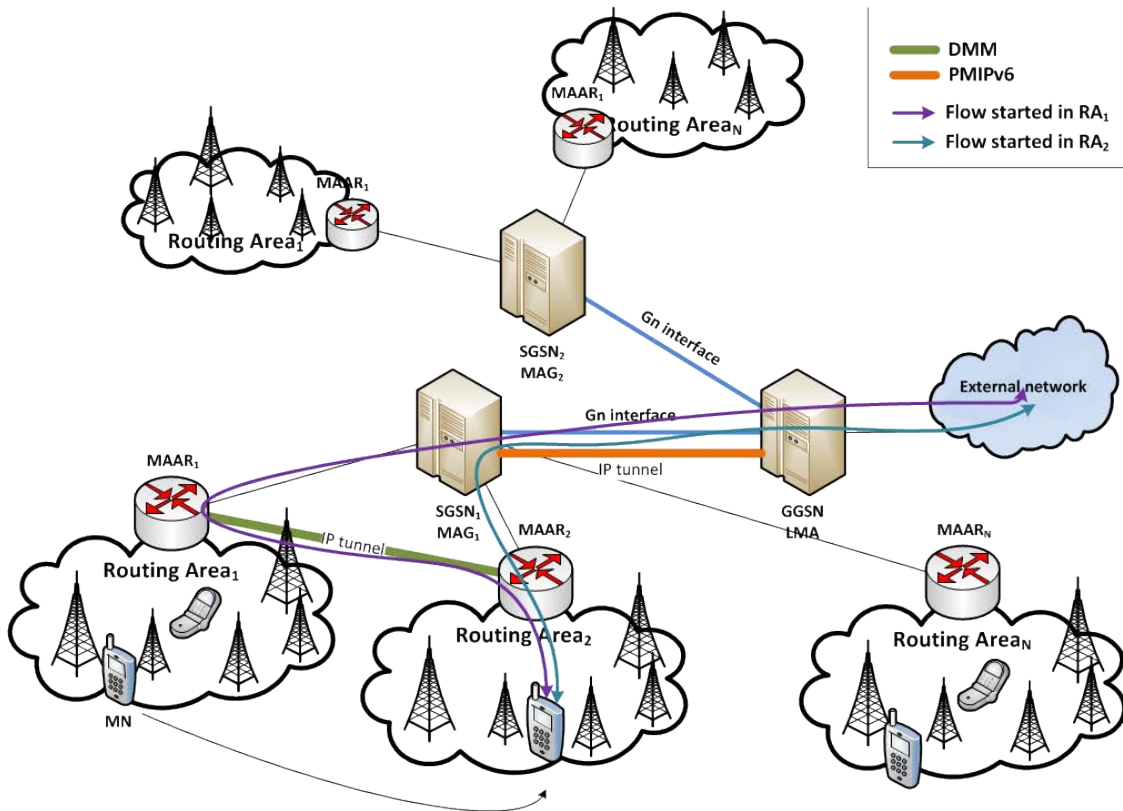 DMM
PMIPv6
Flow started in RA₁
Flow started in RA₂
MAAR₁
Routing Areaₙ
MAAR₁
Routing Area₁
Gn interface
SGSN₂
MAG₂
External network
Gn interface
MAAR₁
IP tunnel
SGSN₁
MAG₁
GGSN
LMA
MAAR₂
MAARₙ
IP tunnel
Routing Area₁
Routing Area₂
Routing Areaₙ
MN